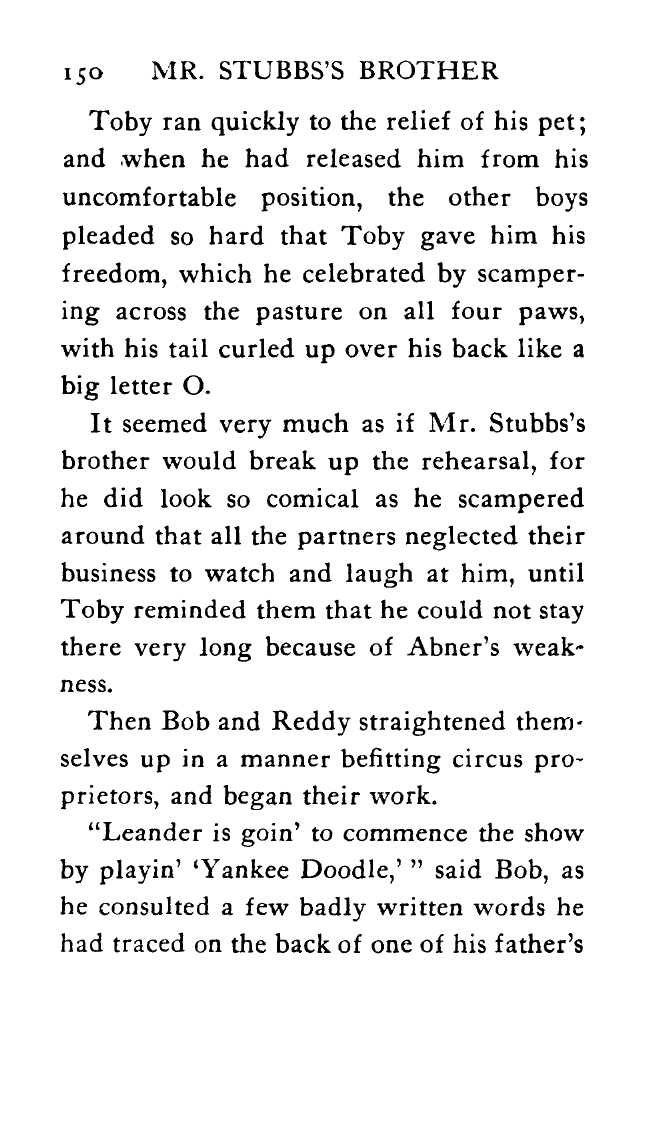 150 MR. STUBBS'S BROTHER
Toby ran quickly to the relief of his pet;
and when he had released him from his
uncomfortable position, the other boys
pleaded so hard that Toby gave him his
freedom, which he celebrated by scamper-
ing across the pasture on all four paws,
with his tail curled up over his back like a
big letter O.
It seemed very much as if Mr. Stubbs's
brother would break up the rehearsal, for
he did look so comical as he scampered
around that all the partners neglected their
business to watch and laugh at him, until
Toby reminded them that he could not stay
there very long because of Abner's weak-
ness.
Then Bob and Reddy straightened them-
selves up in a manner befitting circus pro-
prietors, and began their work.
"Leander is goin' to commence the show
by playin' 'Yankee Doodle,' " said Bob, as
he consulted a few badly written words he
had traced on the back of one of his father's